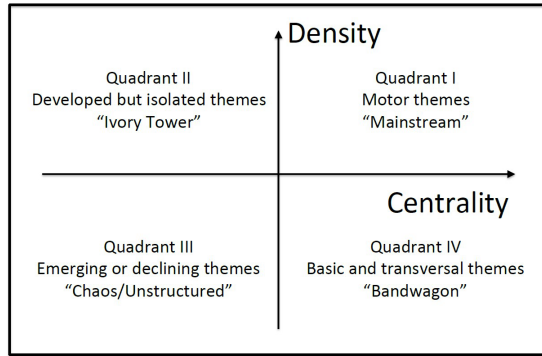 Density
Quadrant II
Developed but isolated themes
“Ivory Tower”
Quadrant I
Motor themes
“Mainstream”
Centrality
Quadrant III
Emerging or declining themes
“Chaos/Unstructured”
Quadrant IV
Basic and transversal themes
“Bandwagon”